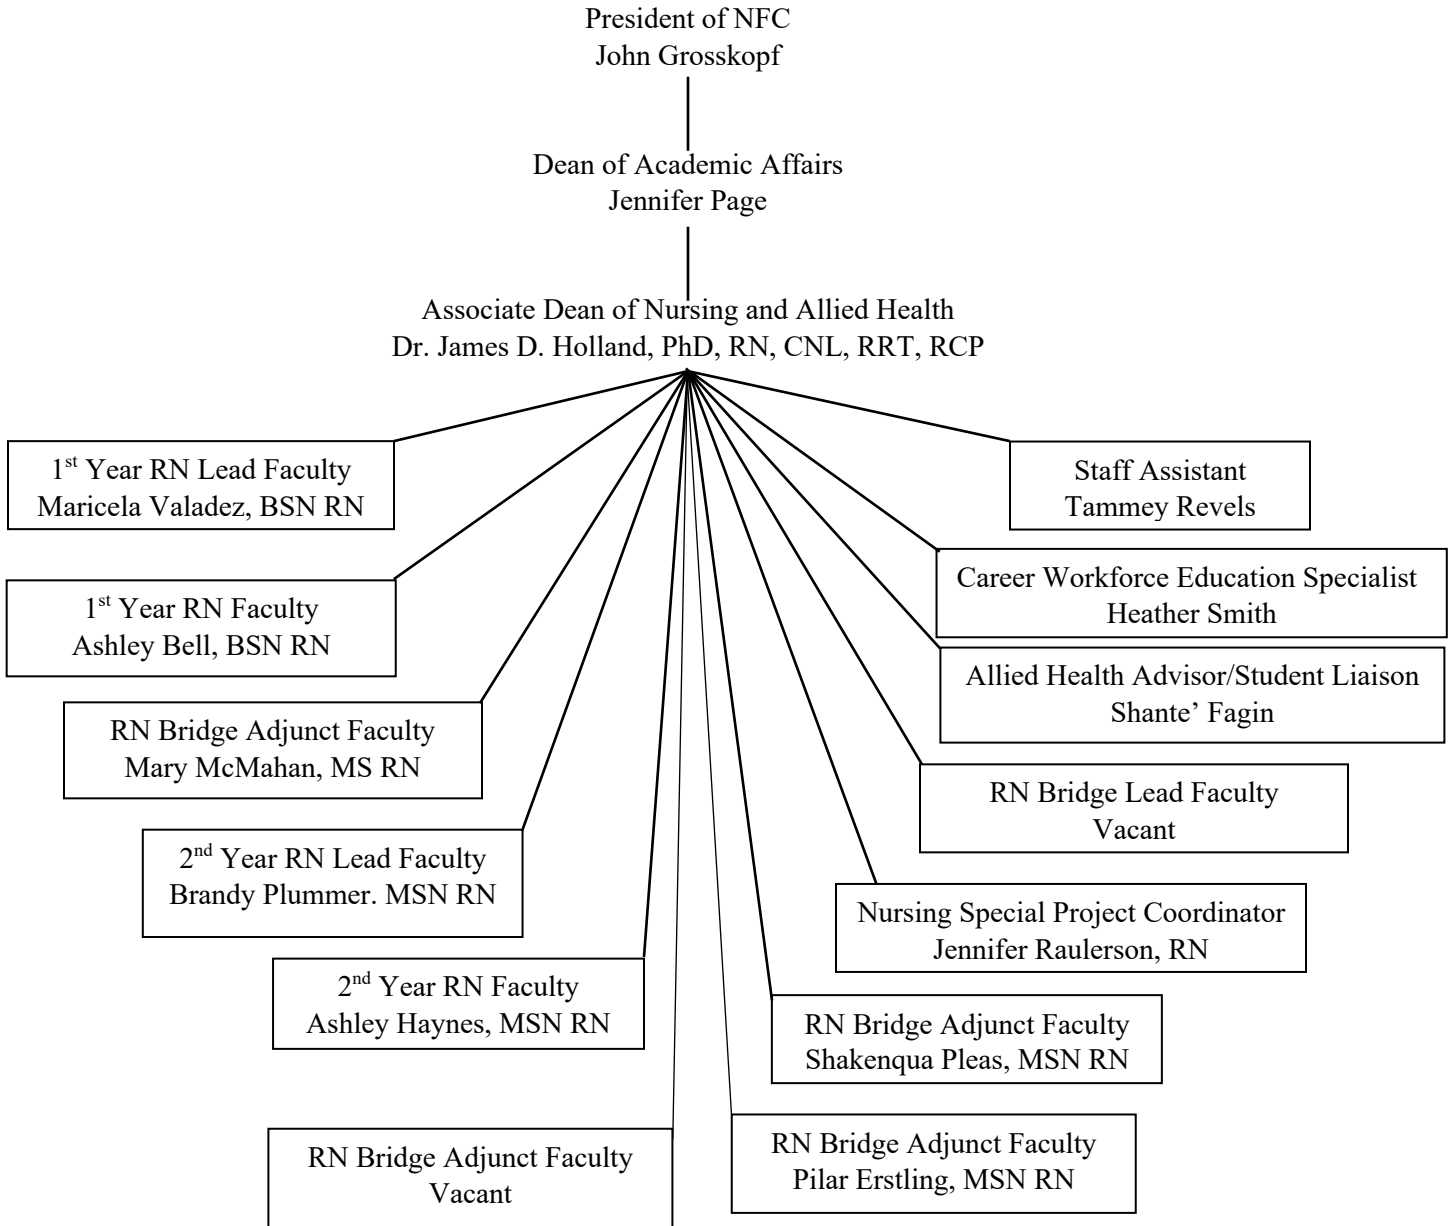 President of NFC
John Grosskopf
Dean of Academic Affairs
Jennifer Page
Associate Dean of Nursing and Allied Health
Dr. James D. Holland, PhD, RN, CNL, RRT, RCP
1st Year RN Lead Faculty
Maricela Valadez, BSN RN
Staff Assistant
Tammey Revels
Career Workforce Education Specialist
Heather Smith
1st Year RN Faculty
Ashley Bell, BSN RN
Allied Health Advisor/Student Liaison
Shante’ Fagin
RN Bridge Adjunct Faculty
Mary McMahan, MS RN
RN Bridge Lead Faculty
Vacant
2nd Year RN Lead Faculty
Brandy Plummer. MSN RN
Nursing Special Project Coordinator
Jennifer Raulerson, RN
2nd Year RN Faculty
Ashley Haynes, MSN RN
RN Bridge Adjunct Faculty
Shakenqua Pleas, MSN RN
RN Bridge Adjunct Faculty
Vacant
RN Bridge Adjunct Faculty
Pilar Erstling, MSN RN